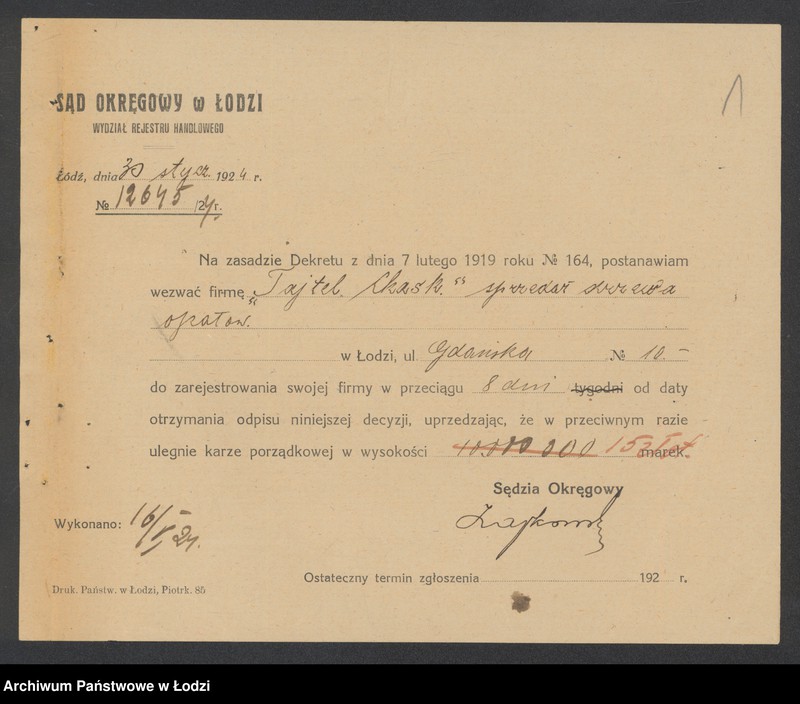 1
SĄD OKRĘGOWY w ŁODZI
WYDZIAŁ REJESTRU HANDLOWEGO
Łódź, dnia 30 stycz. 1924 r.
№ 12645 /24 r.
Na zasadzie Dekretu z dnia 7 lutego 1919 roku № 164, postanawiam
wezwać firmę „Tajtel. Chask.“ sprzedaż drzewa
opałow.
w Łodzi, ul. Gdańska № 10.–
do zarejestrowania swojej firmy w przeciągu 8 dni tygodni od daty
otrzymania odpisu niniejszej decyzji, uprzedzając, że w przeciwnym razie
ulegnie karze porządkowej w wysokości 15 zł. marek.
Sędzia Okręgowy
Wykonano: 16/V 24.
Ostateczny termin zgłoszenia 192 r.
Druk. Państw. w Łodzi, Piotrk. 85
Archiwum Państwowe w Łodzi